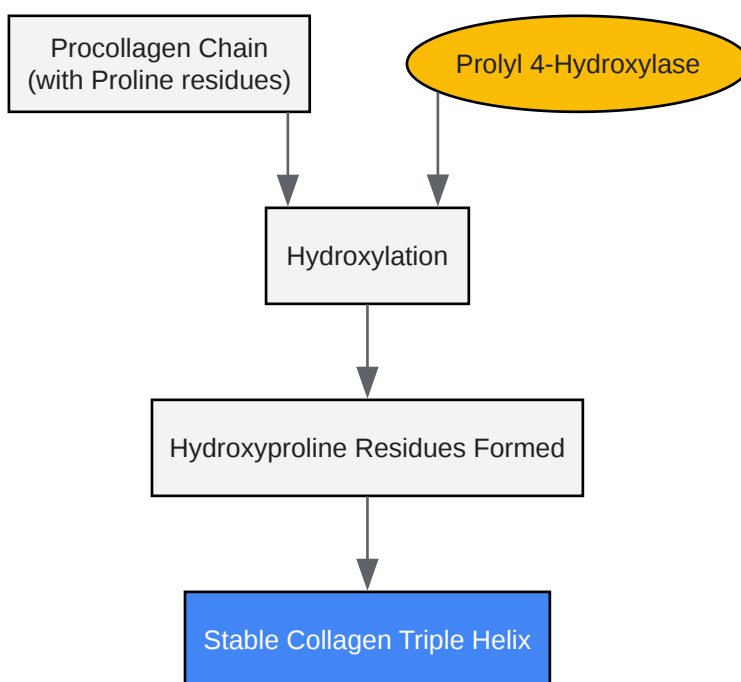 Procollagen Chain
(with Proline residues)
Prolyl 4-Hydroxylase
Hydroxylation
Hydroxyproline Residues Formed
Stable Collagen Triple Helix